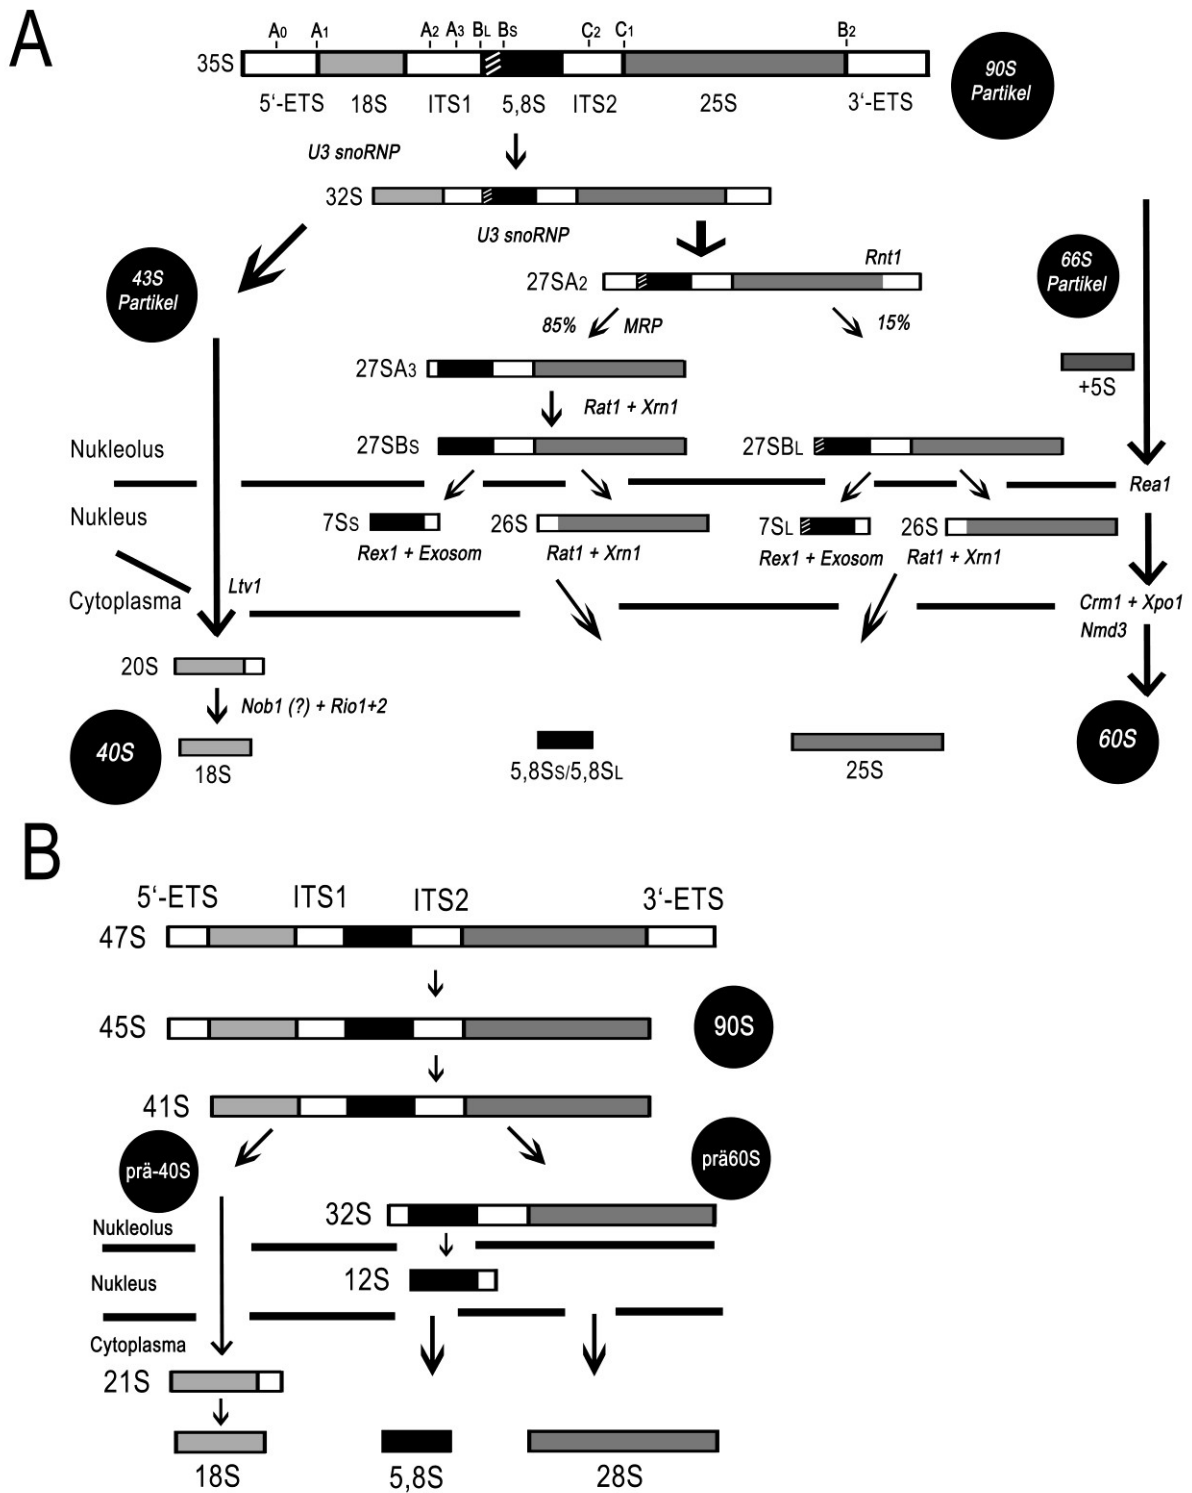 A
A0 A1 A2 A3 BL BS C2 C1 B2
35S
90S
Partikel
5‘-ETS 18S ITS1 5,8S ITS2 25S 3‘-ETS
U3 snoRNP
32S
U3 snoRNP
43S
Partikel
Rnt1
66S
Partikel
27SA2
85% MRP 15%
27SA3
+5S
Rat1 + Xrn1
Nukleolus
27SBS 27SBL
Rea1
Nukleus
7SS 26S 7SL 26S
Rex1 + Exosom Rat1 + Xrn1 Rex1 + Exosom Rat1 + Xrn1
Ltv1
Cytoplasma
Crm1 + Xpo1
Nmd3
20S
Nob1 (?) + Rio1+2
40S
60S
18S 5,8SS/5,8SL 25S
B
5‘-ETS ITS1 ITS2 3‘-ETS
47S
45S
90S
41S
prä-40S
prä60S
32S
Nukleolus
12S
Nukleus
Cytoplasma
21S
18S 5,8S 28S